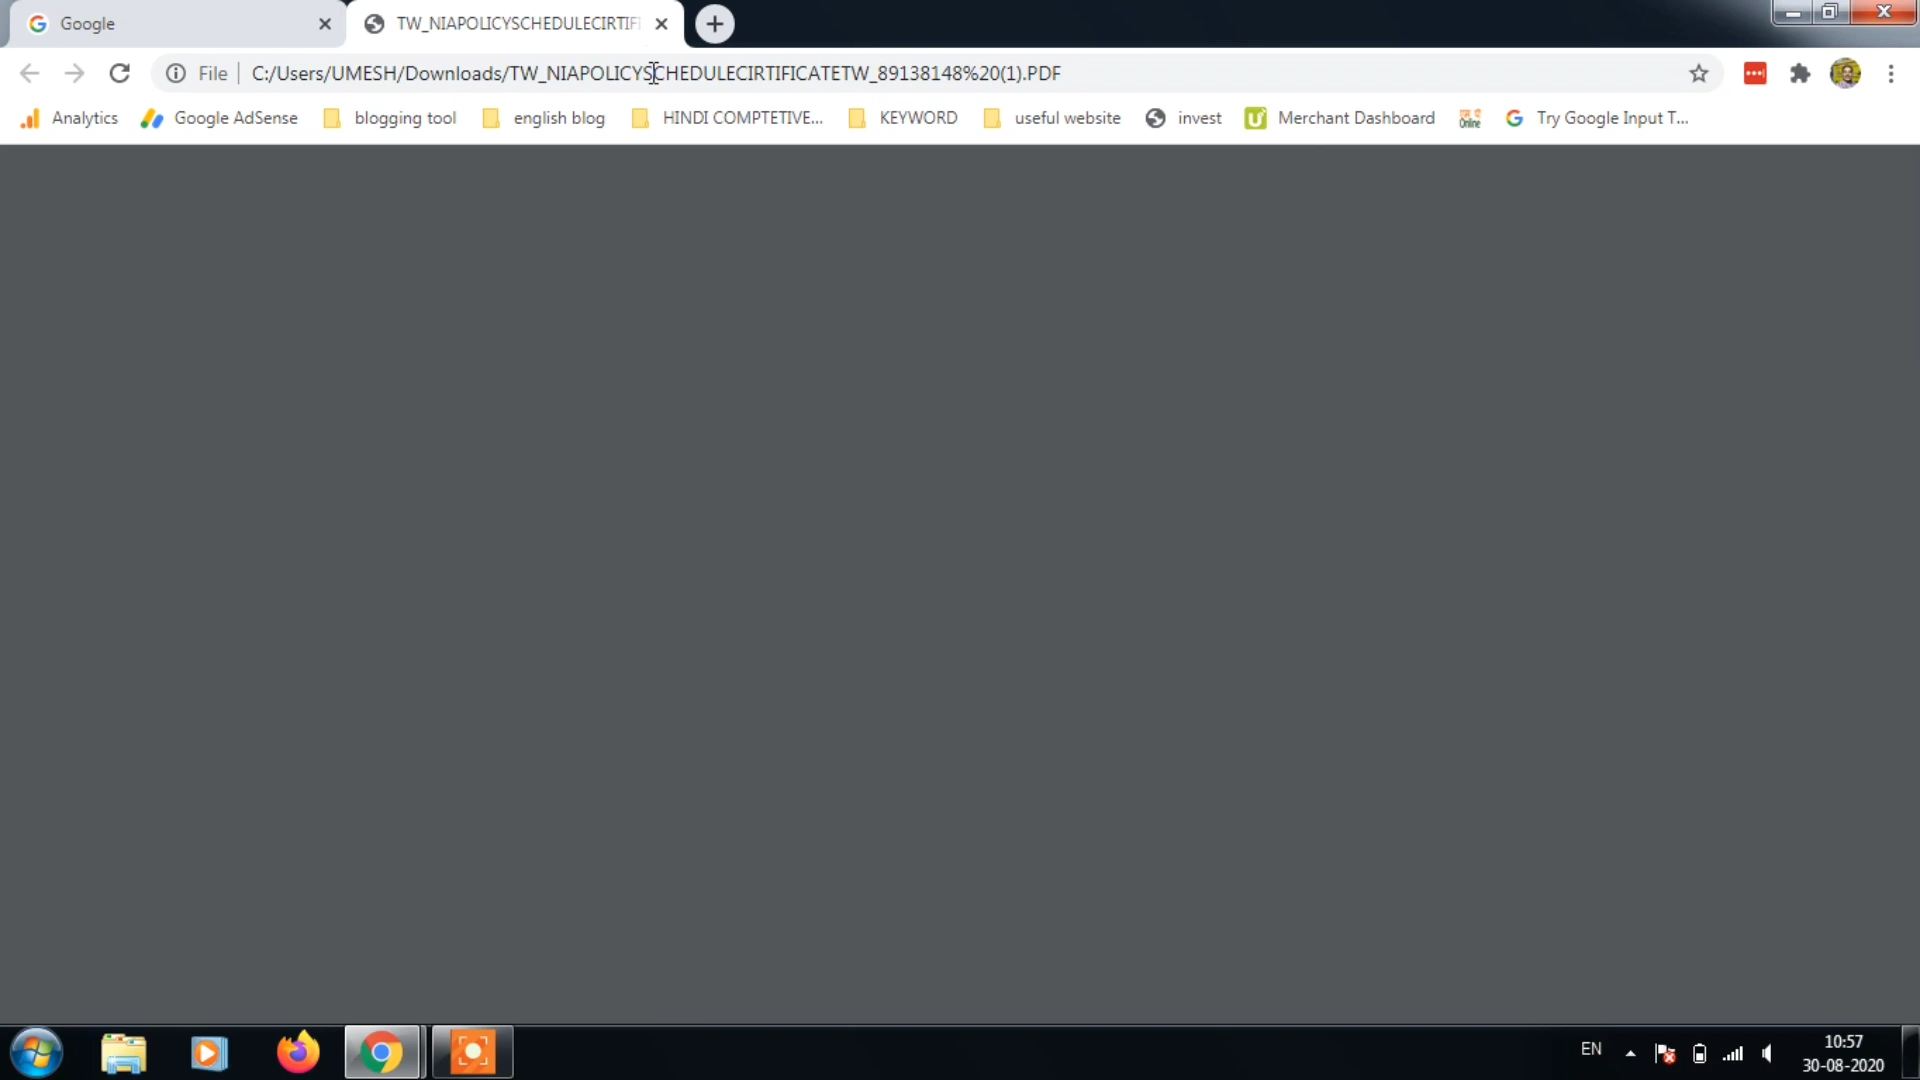 Google
TW_NIAPOLICYSCHEDULECIRTIFI
File
C:/Users/UMESH/Downloads/TW_NIAPOLICYSCHEDULECIRTIFICATETW_89138148%20(1).PDF
Analytics
Google AdSense
blogging tool
english blog
HINDI COMPTETIVE...
KEYWORD
useful website
invest
Merchant Dashboard
Online
Try Google Input T...
EN
10:57
30-08-2020